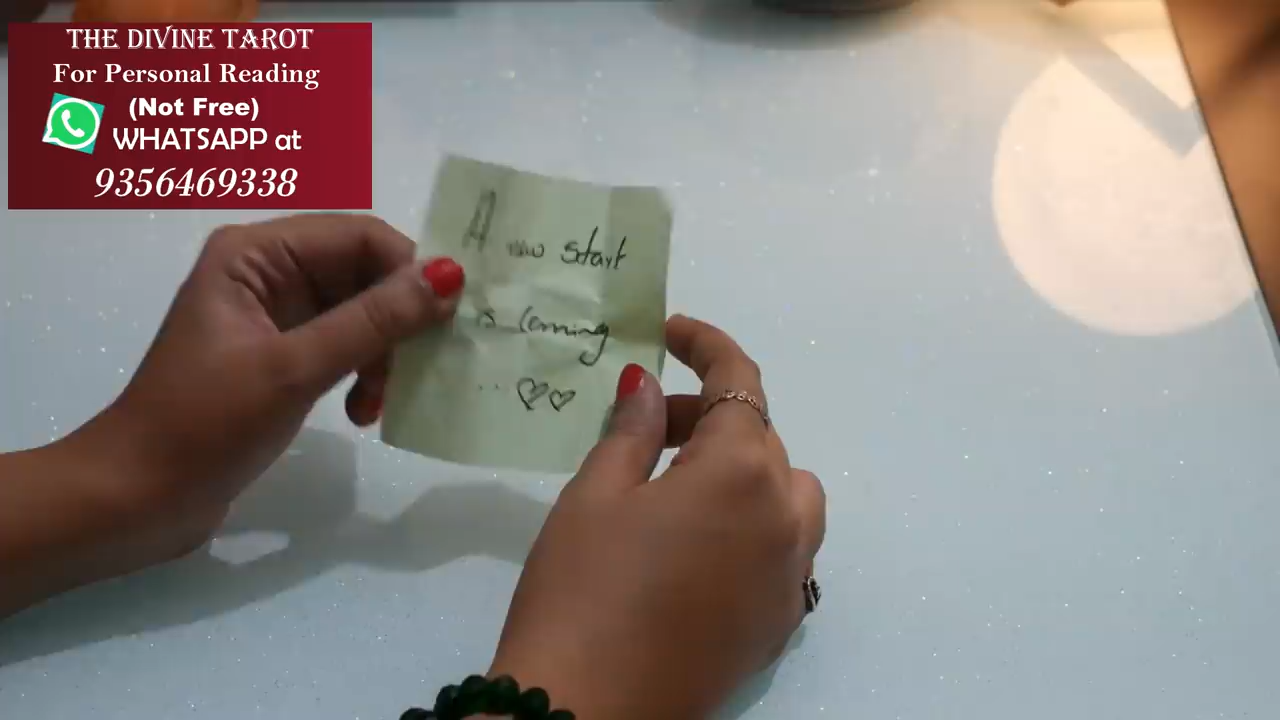 THE DIVINE TAROT
For Personal Reading
(Not Free)
WHATSAPP at
9356469338
A new start
is coming
.. ♡♡